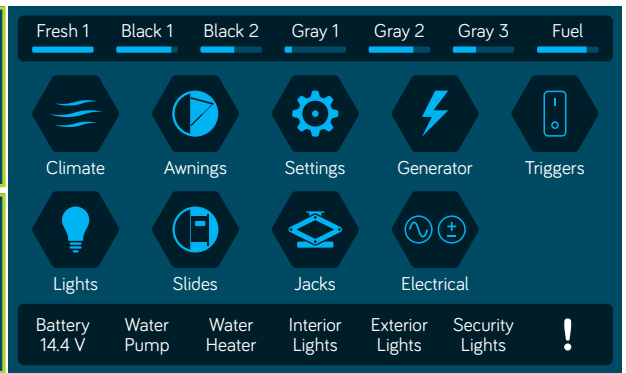 Fresh 1 Black 1 Black 2 Gray 1 Gray 2 Gray 3 Fuel
Climate Awnings Settings Generator Triggers
Lights Slides Jacks Electrical
Battery Water Water Interior Exterior Security
14.4 V Pump Heater Lights Lights Lights !